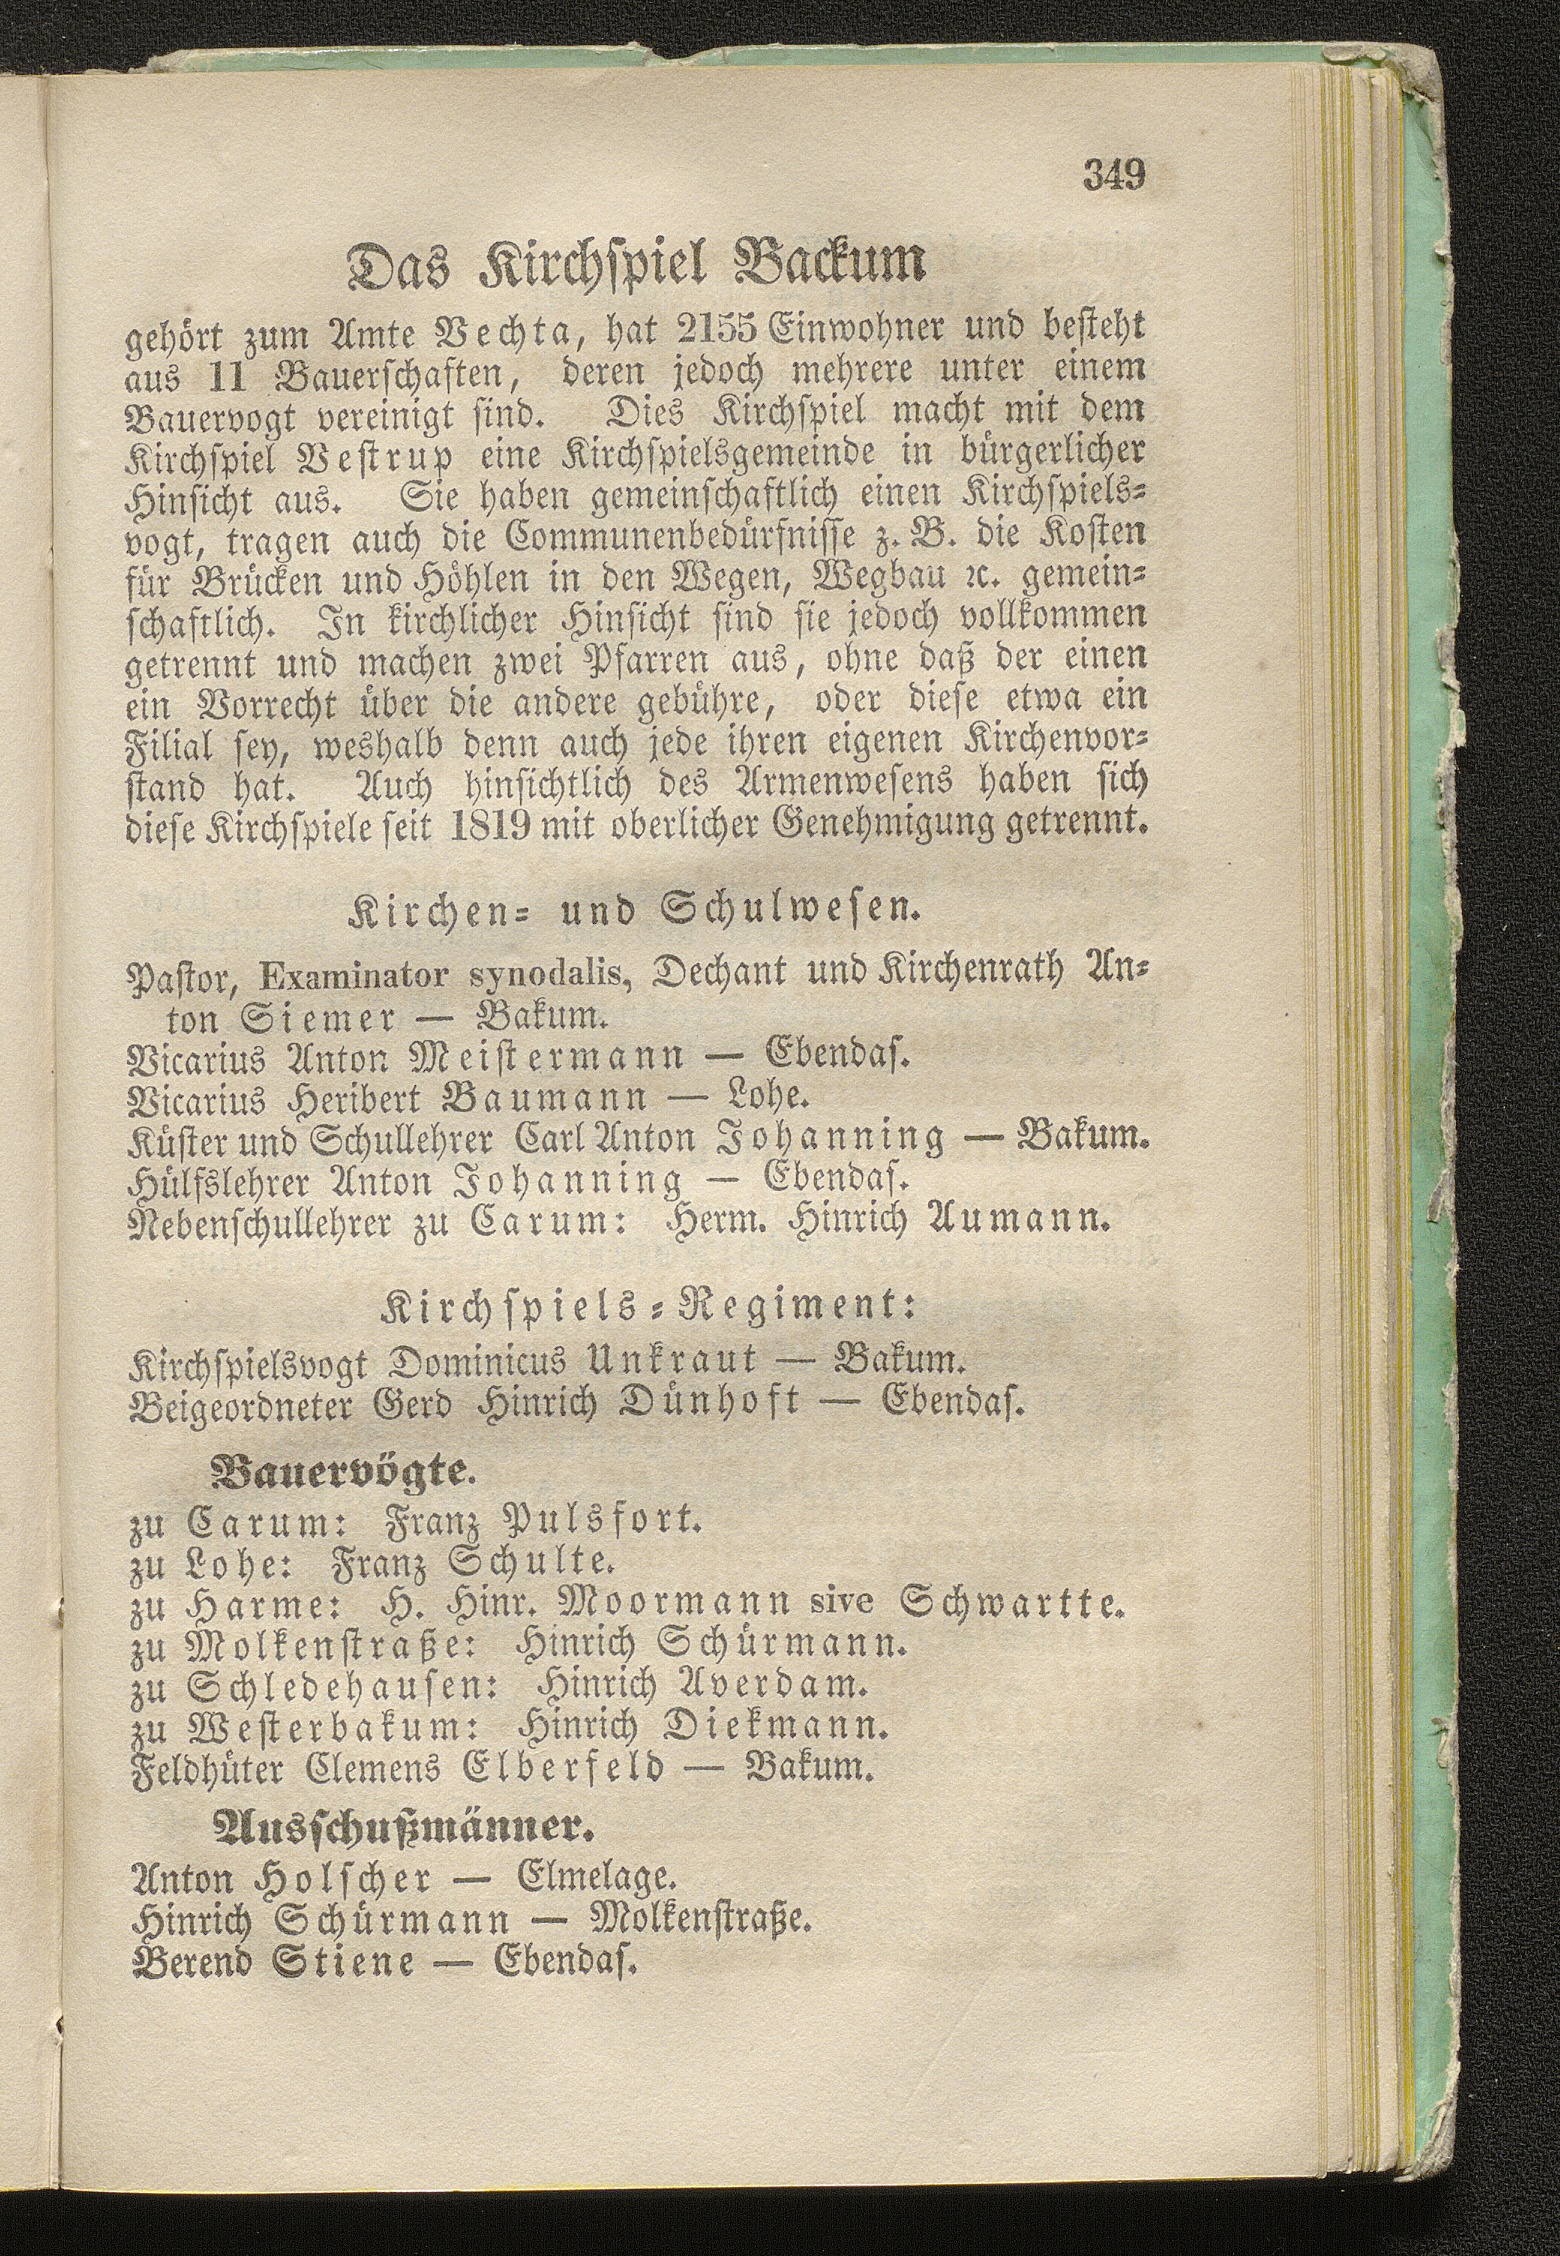 349
Das Kirchspiel Backum
gehört zum Amte Vechta, hat 2155 Einwohner und besteht
aus 11 Bauerschaften, deren jedoch mehrere unter einem
Bauervogt vereinigt sind. Dies Kirchspiel macht mit dem
Kirchspiel Vestrup eine Kirchspielsgemeinde in bürgerlicher
Hinsicht aus. Sie haben gemeinschaftlich einen Kirchspiels-
vogt, tragen auch die Communenbedürfnisse z. B. die Kosten
für Brücken und Höhlen in den Wegen, Wegbau ꝛc. gemein-
schaftlich. In kirchlicher Hinsicht sind sie jedoch vollkommen
getrennt und machen zwei Pfarren aus, ohne daß der einen
ein Vorrecht über die andere gebühre, oder diese etwa ein
Filial sey, weshalb denn auch jede ihren eigenen Kirchenvor-
stand hat. Auch hinsichtlich des Armenwesens haben sich
diese Kirchspiele seit 1819 mit oberlicher Genehmigung getrennt.
Kirchen- und Schulwesen.
Pastor, Examinator synodalis, Dechant und Kirchenrath An-
ton Siemer — Bakum.
Vicarius Anton Meistermann — Ebendas.
Vicarius Heribert Baumann — Lohe.
Küster und Schullehrer Carl Anton Johanning — Bakum.
Hülfslehrer Anton Johanning — Ebendas.
Nebenschullehrer zu Carum: Herm. Hinrich Aumann.
Kirchspiels-Regiment:
Kirchspielsvogt Dominicus Unkraut — Bakum.
Beigeordneter Gerd Hinrich Dünhoft — Ebendas.
Bauervögte.
zu Carum: Franz Pulsfort.
zu Lohe: Franz Schulte.
zu Harme: H. Hinr. Moormann sive Schwartte.
zu Molkenstraße: Hinrich Schürmann.
zu Schledehausen: Hinrich Averdam.
zu Westerbakum: Hinrich Diekmann.
Feldhüter Clemens Elberfeld — Bakum.
Ausschußmänner.
Anton Holscher — Elmelage.
Hinrich Schürmann — Molkenstraße.
Berend Stiene — Ebendas.